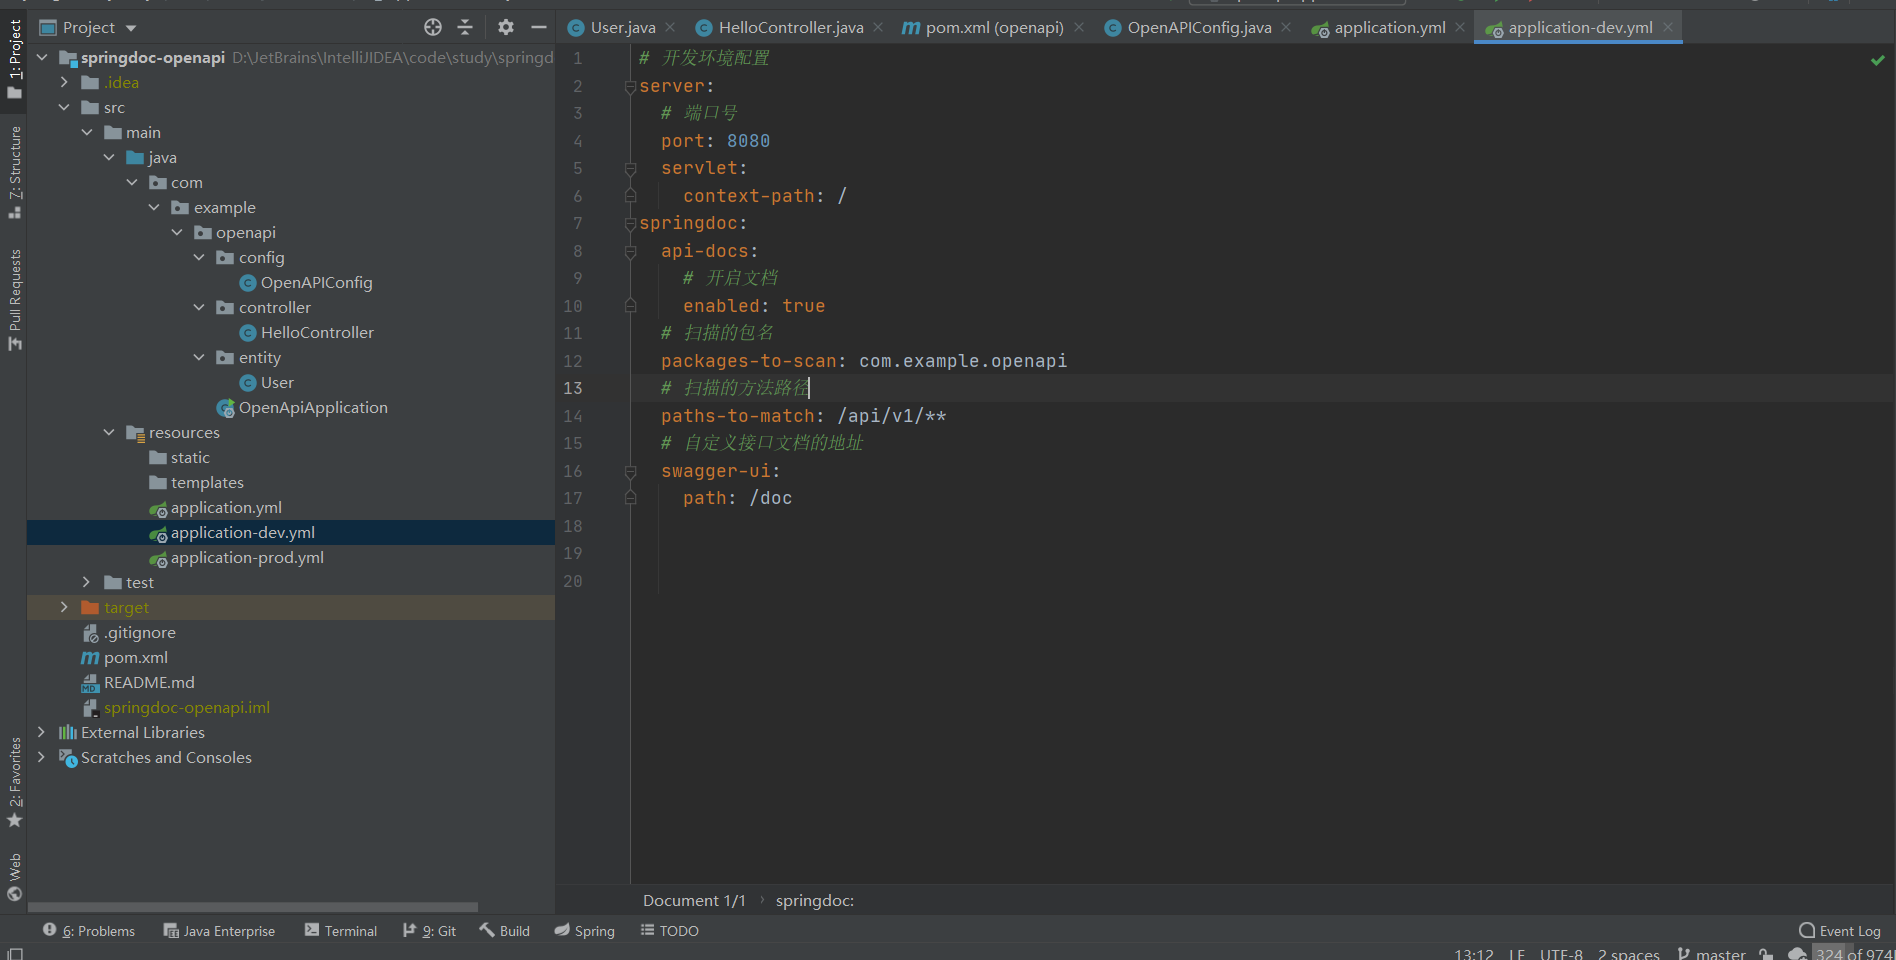 Project
User.java
HelloController.java
pom.xml (openapi)
OpenAPIConfig.java
application.yml
application-dev.yml
1: Project
Z: Structure
Pull Requests
2: Favorites
Web
springdoc-openapi D:\JetBrains\IntelliJIDEA\code\study\springd
.idea
src
main
java
com
example
openapi
config
OpenAPIConfig
controller
HelloController
entity
User
OpenApiApplication
resources
static
templates
application.yml
application-dev.yml
application-prod.yml
test
target
.gitignore
pom.xml
README.md
springdoc-openapi.iml
External Libraries
Scratches and Consoles
1 # 开发环境配置
2 server:
3 # 端口号
4 port: 8080
5 servlet:
6 context-path: /
7 springdoc:
8 api-docs:
9 # 开启文档
10 enabled: true
11 # 扫描的包名
12 packages-to-scan: com.example.openapi
13 # 扫描的方法路径
14 paths-to-match: /api/v1/**
15 # 自定义接口文档的地址
16 swagger-ui:
17 path: /doc
18
19
20
Document 1/1 › springdoc:
6: Problems
Java Enterprise
Terminal
9: Git
Build
Spring
TODO
Event Log
13:12 LF UTF-8 2 spaces master 324 of 974